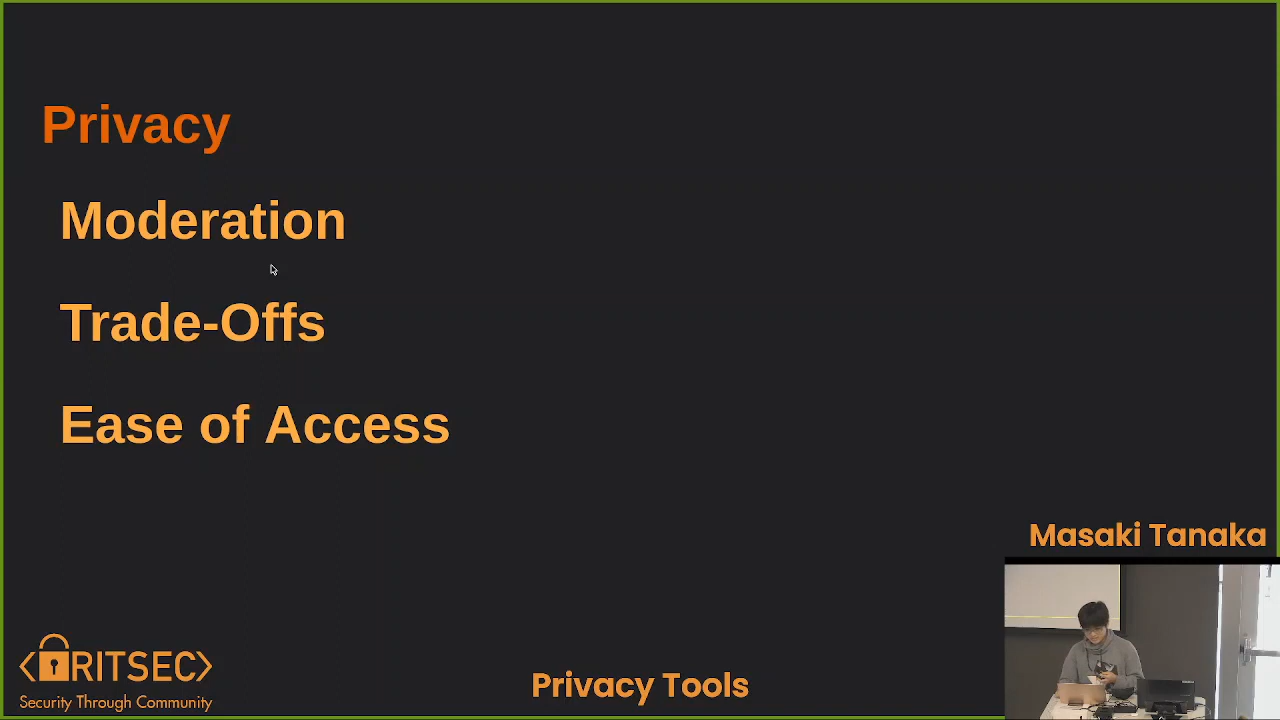 Privacy
Moderation
Trade-Offs
Ease of Access
Masaki Tanaka
<RITSEC>
Security Through Community
Privacy Tools